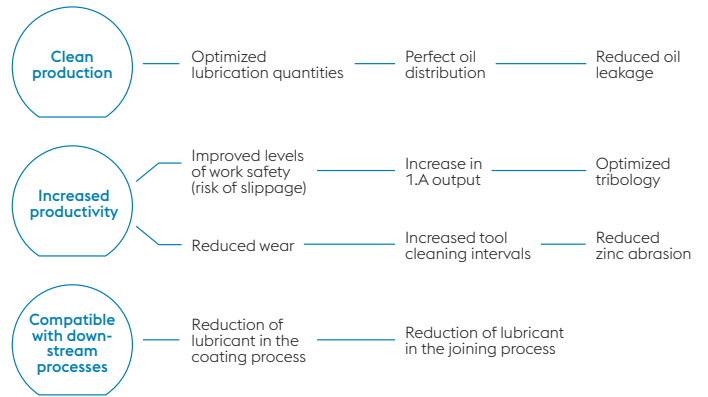 Clean
production
Optimized
lubrication quantities
Perfect oil
distribution
Reduced oil
leakage
Increased
productivity
Improved levels
of work safety
(risk of slippage)
Increase in
1.A output
Optimized
tribology
Reduced wear
Increased tool
cleaning intervals
Reduced
zinc abrasion
Compatible
with down-
stream
processes
Reduction of
lubricant in the
coating process
Reduction of lubricant
in the joining process